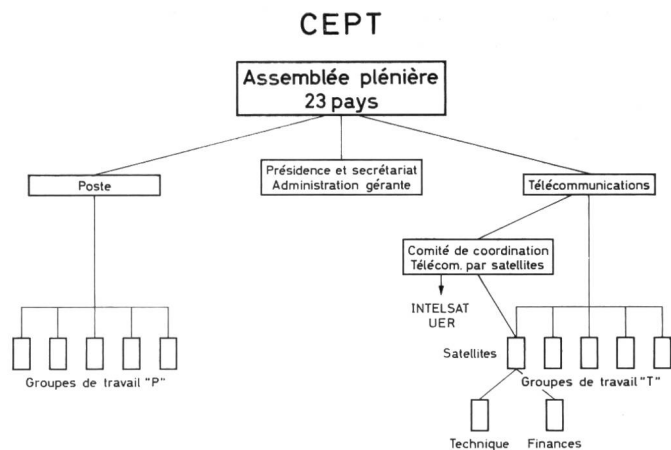 CEPT
Assemblée plénière
23 pays
Poste
Présidence et secrétariat
Administration gérante
Télécommunications
Comité de coordination
Télécom. par satellites
INTELSAT
UER
Satellites
Groupes de travail "P"
Groupes de travail "T"
Technique
Finances